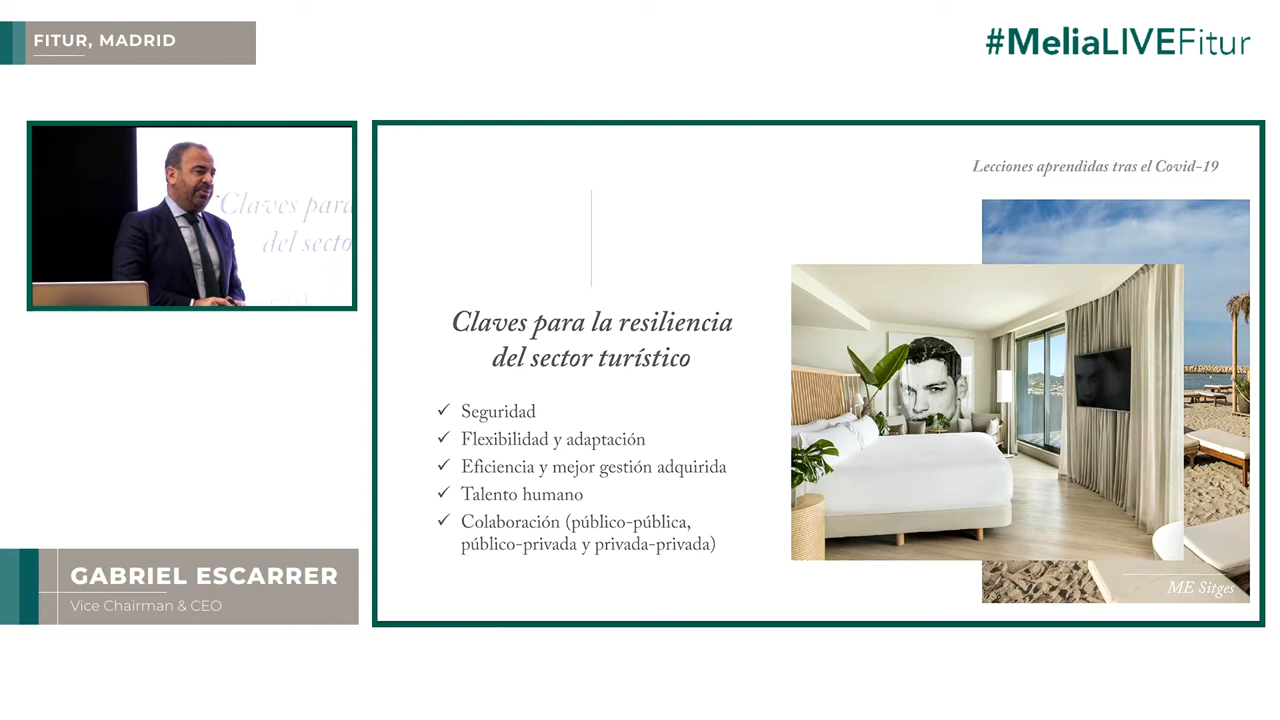 FITUR, MADRID
#MeliaLIVEFitur
Claves para
del secto
Lecciones aprendidas tras el Covid-19
Claves para la resiliencia
del sector turístico
✓ Seguridad
✓ Flexibilidad y adaptación
✓ Eficiencia y mejor gestión adquirida
✓ Talento humano
✓ Colaboración (público-pública,
público-privada y privada-privada)
ME Sitges
GABRIEL ESCARRER
Vice Chairman & CEO